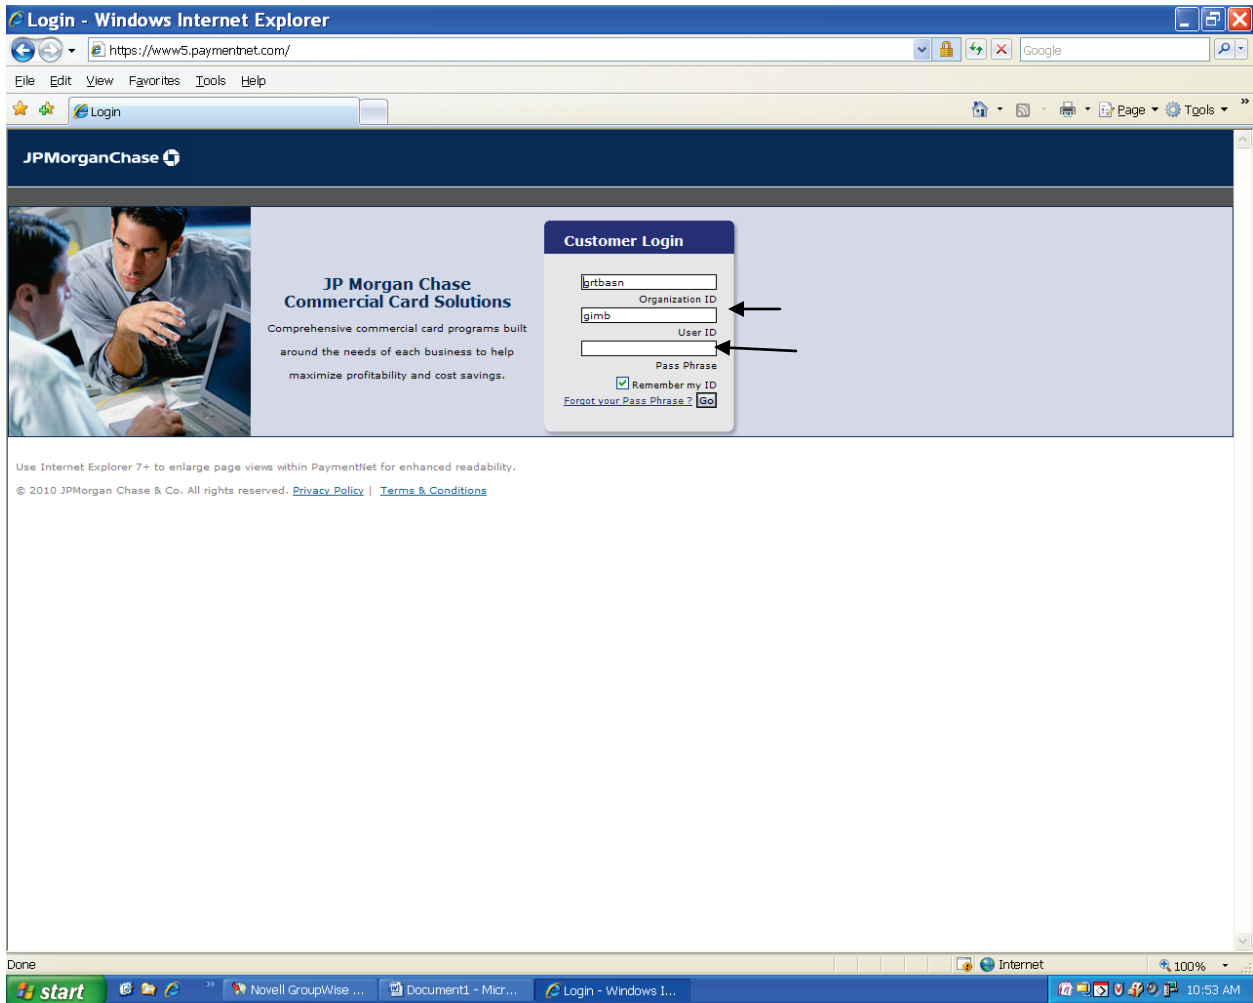 Login - Windows Internet Explorer
https://www5.paymentnet.com/
Google
File Edit View Favorites Tools Help
Login
Page Tools »
JPMorganChase
Customer Login
grtbasn
Organization ID
gimb
User ID
Pass Phrase
Remember my ID
Forgot your Pass Phrase ? Go
JP Morgan Chase
Commercial Card Solutions
Comprehensive commercial card programs built
around the needs of each business to help
maximize profitability and cost savings.
Use Internet Explorer 7+ to enlarge page views within PaymentNet for enhanced readability.
© 2010 JPMorgan Chase & Co. All rights reserved. Privacy Policy | Terms & Conditions
Done
Internet
100%
start
»
Novell GroupWise ...
Document1 - Micr...
Login - Windows I...
10:53 AM